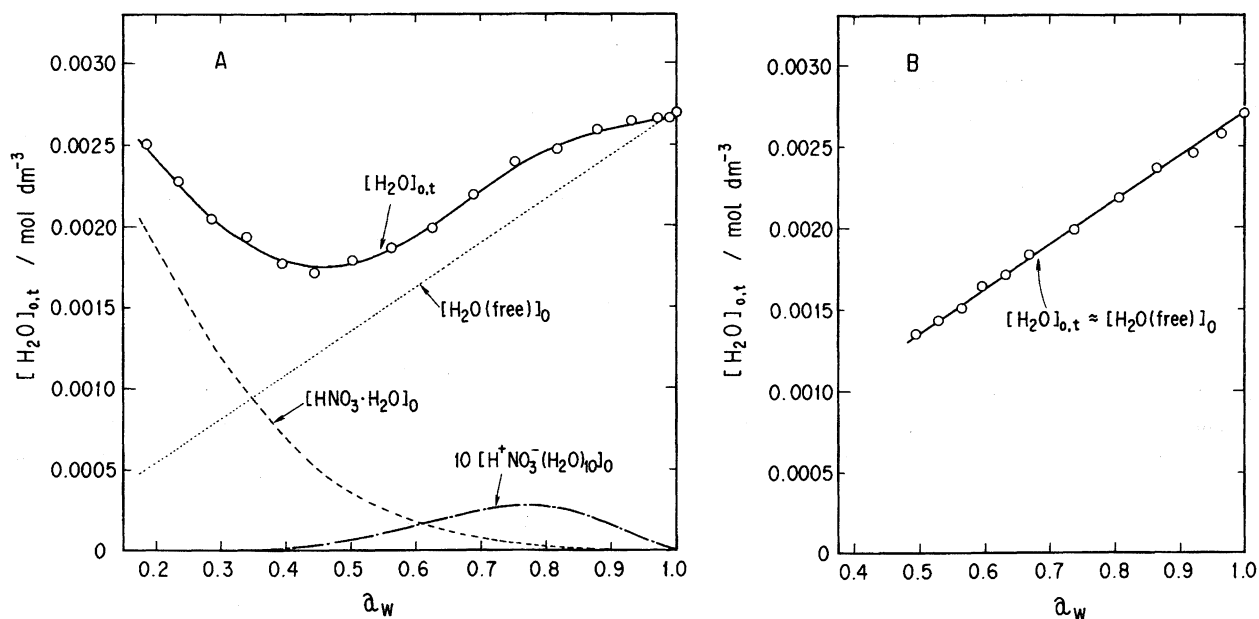 A
0.0030
0.0025
0.0020
0.0015
0.0010
0.0005
0
[H₂O]ₒ,ₜ / mol dm⁻³
[H₂O]ₒ,ₜ
[H₂O(free)]ₒ
[HNO₃·H₂O]ₒ
10 [H⁺NO₃⁻(H₂O)₁₀]ₒ
0.2 0.3 0.4 0.5 0.6 0.7 0.8 0.9 1.0
a_w
B
0.0030
0.0025
0.0020
0.0015
0.0010
0.0005
0
[H₂O]ₒ,ₜ / mol dm⁻³
[H₂O]ₒ,ₜ ≈ [H₂O(free)]ₒ
0.4 0.5 0.6 0.7 0.8 0.9 1.0
a_w